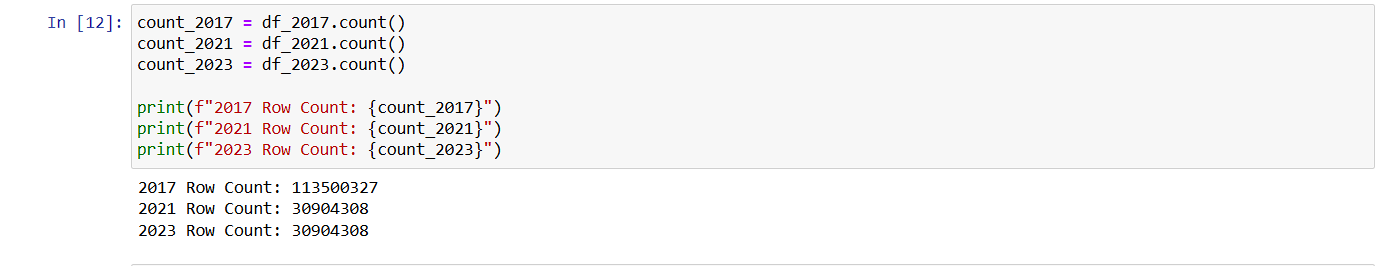 In [12]: count_2017 = df_2017.count()
count_2021 = df_2021.count()
count_2023 = df_2023.count()
print(f"2017 Row Count: {count_2017}")
print(f"2021 Row Count: {count_2021}")
print(f"2023 Row Count: {count_2023}")
2017 Row Count: 113500327
2021 Row Count: 30904308
2023 Row Count: 30904308